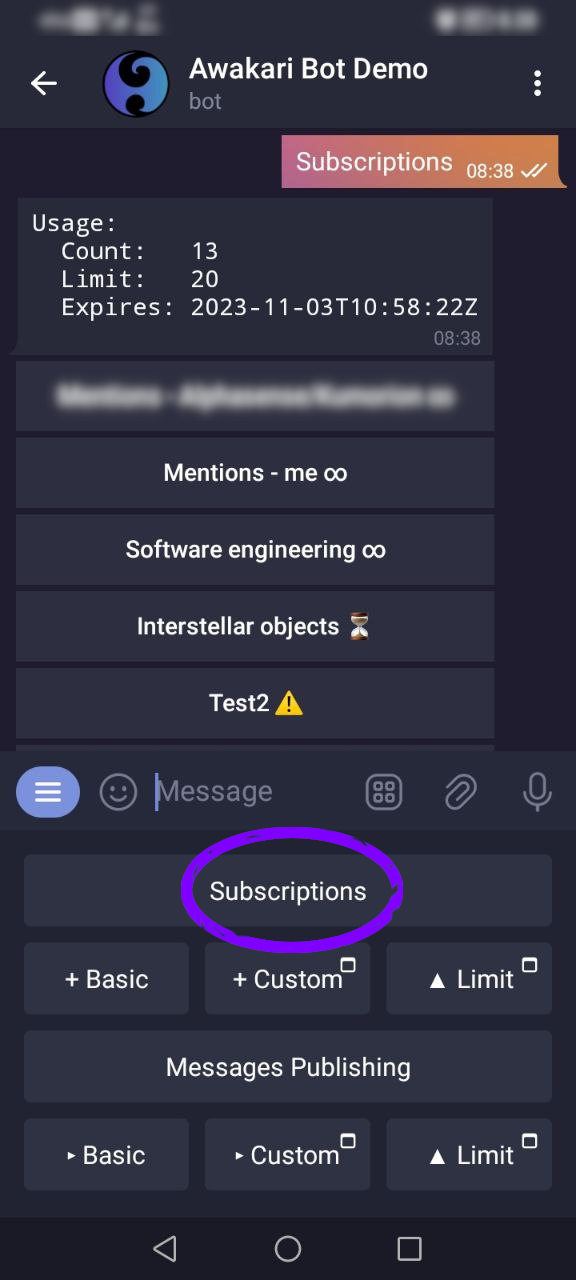 Awakari Bot Demo
bot
Subscriptions 08:38
Usage:
Count: 13
Limit: 20
Expires: 2023-11-03T10:58:22Z
08:38
Mentions - me ∞
Software engineering ∞
Interstellar objects ⌛
Test2 ⚠️
Message
Subscriptions
+ Basic + Custom ▲ Limit
Messages Publishing
‣ Basic ‣ Custom ▲ Limit